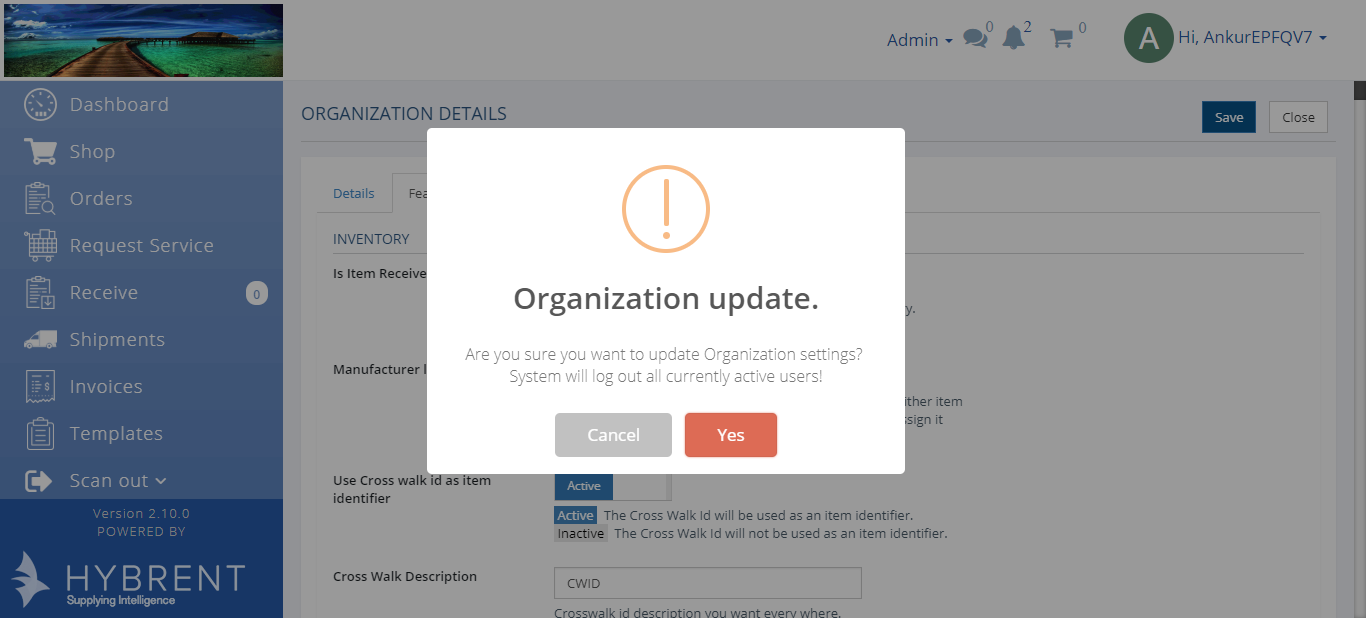 Admin
0
2
0
A
Hi, AnkurEPFQV7
Dashboard
Shop
Orders
Request Service
Receive
0
Shipments
Invoices
Templates
Scan out
Version 2.10.0
POWERED BY
HYBRENT
Supplying Intelligence
ORGANIZATION DETAILS
Save
Close
Details
Fea
INVENTORY
Is Item Receive
y.
Manufacturer
ither item
ssign it
Organization update.
Are you sure you want to update Organization settings?
System will log out all currently active users!
Cancel
Yes
Use Cross walk id as item
identifier
Active
Active The Cross Walk Id will be used as an item identifier.
Inactive The Cross Walk Id will not be used as an item identifier.
Cross Walk Description
CWID
Crosswalk id description you want every where.